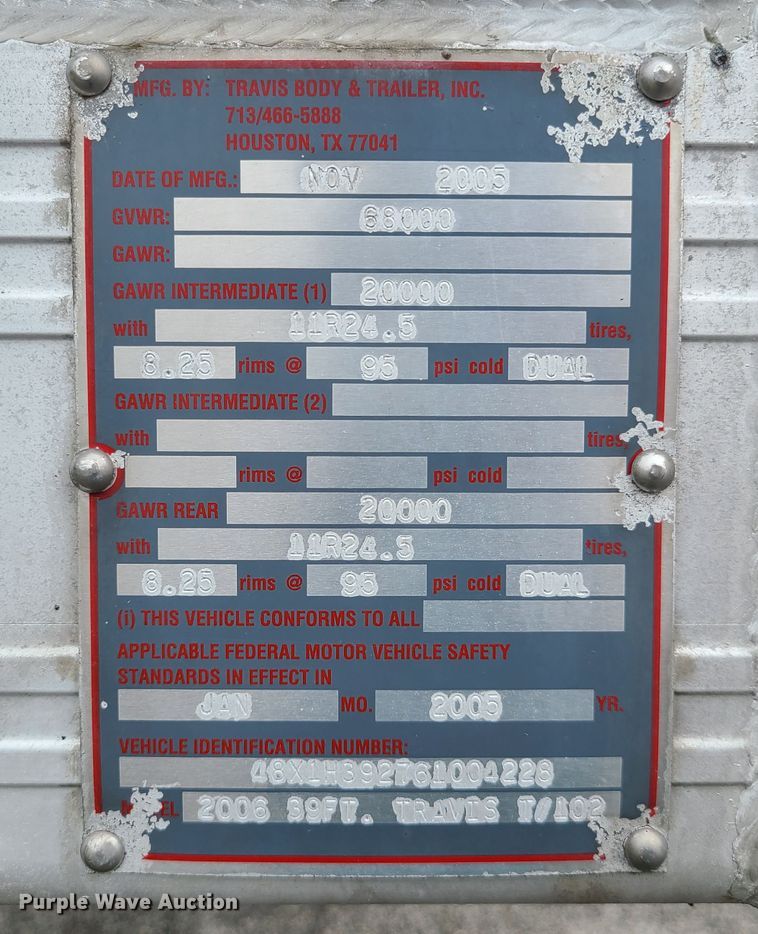 MFG. BY: TRAVIS BODY & TRAILER, INC.
713/466-5888
HOUSTON, TX 77041
DATE OF MFG.: NOV 2005
GVWR: 68000
GAWR:
GAWR INTERMEDIATE (1) 20000
with 11R24.5 tires,
8.25 rims @ 95 psi cold DUAL
GAWR INTERMEDIATE (2)
with tires,
rims @ psi cold
GAWR REAR 20000
with 11R24.5 tires,
8.25 rims @ 95 psi cold DUAL
(i) THIS VEHICLE CONFORMS TO ALL
APPLICABLE FEDERAL MOTOR VEHICLE SAFETY
STANDARDS IN EFFECT IN
JAN MO. 2005 YR.
VEHICLE IDENTIFICATION NUMBER:
48X1H392761004228
MODEL 2006 39FT. TRAVIS T/102
Purple Wave Auction